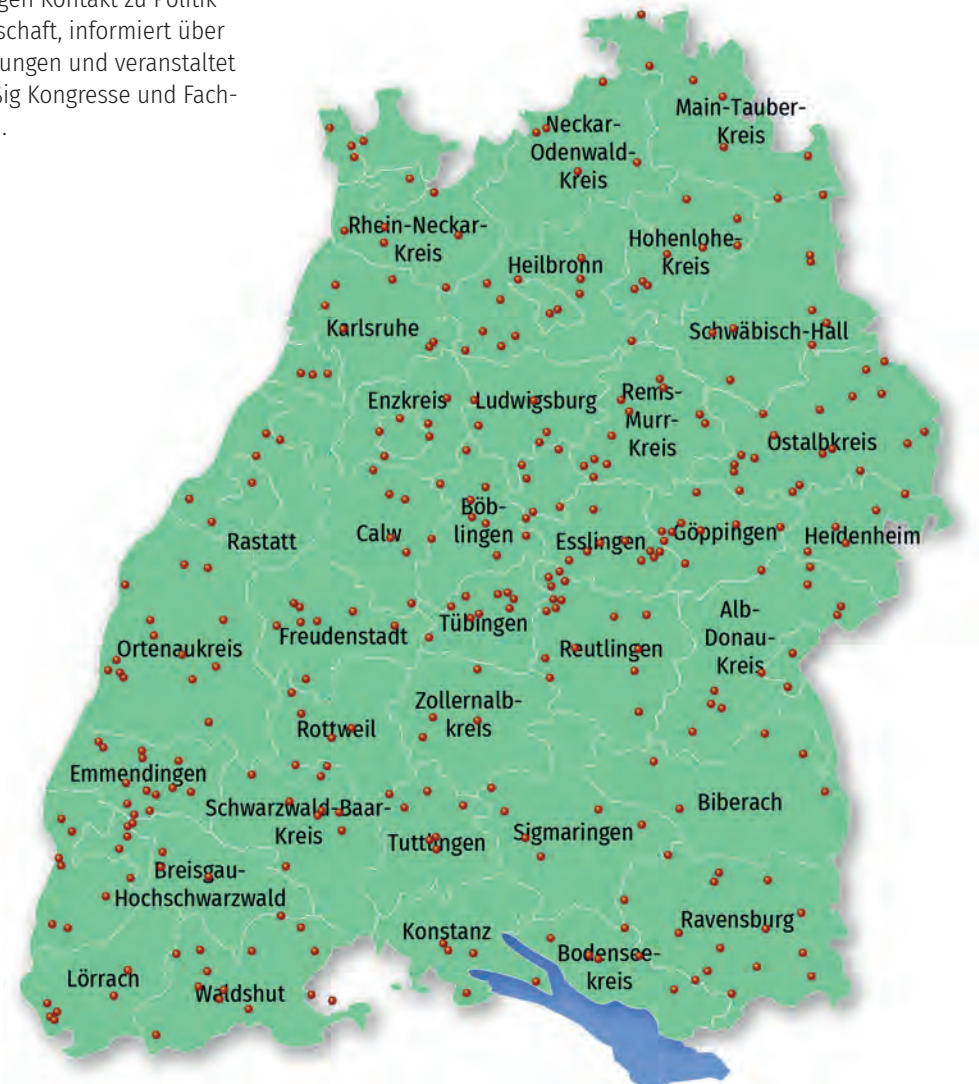 gen Kontakt zu Politik
schaft, informiert über
ungen und veranstaltet
ig Kongresse und Fach-
.
Main-Tauber-
Kreis
Neckar-
Odenwald-
Kreis
Rhein-Neckar-
Kreis
Hohenlohe-
Kreis
Heilbronn
Karlsruhe
Schwäbisch-Hall
Enzkreis
Ludwigsburg
Rems-
Murr-
Kreis
Ostalbkreis
Rastatt
Calw
Böb-
lingen
Esslingen
Göppingen
Heidenheim
Ortenaukreis
Freudenstadt
Tübingen
Reutlingen
Alb-
Donau-
Kreis
Rottweil
Zollernalb-
kreis
Emmendingen
Schwarzwald-Baar-
Kreis
Tuttlingen
Sigmaringen
Biberach
Breisgau-
Hochschwarzwald
Konstanz
Ravensburg
Bodensee-
kreis
Lörrach
Waldshut